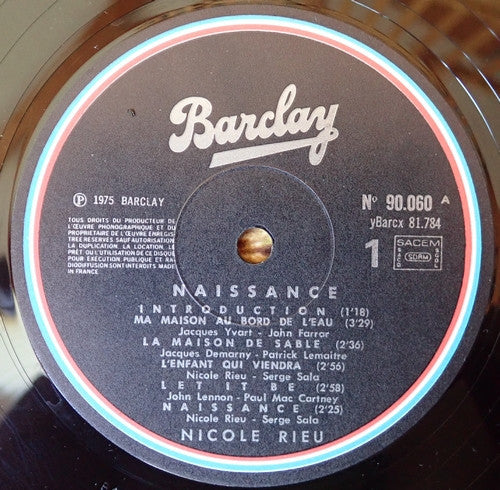 Barclay
℗ 1975 BARCLAY
TOUS DROITS DU PRODUCTEUR DE
L'ŒUVRE PHONOGRAPHIQUE ET DU
PROPRIETAIRE DE L'ŒUVRE ENREGIS
TREE RESERVES SAUF AUTORISATION
LA DUPLICATION, LA LOCATION, LE
PRET OU L'UTILISATION DE CE DISQUE
POUR EXECUTION, PUBLIQUE ET RA
DIODIFFUSION SONT INTERDITS MADE
IN FRANCE
Nº 90.060 A
yBarcx 81.784
1
SACEM
SACD
SDRM
SGDL
NAISSANCE
INTRODUCTION (1'18)
MA MAISON AU BORD DE L'EAU (3'29)
Jacques Yvart - John Farrar
LA MAISON DE SABLE (2'36)
Jacques Demarny - Patrick Lemaitre
L'ENFANT QUI VIENDRA (2'56)
Nicole Rieu - Serge Sala
LET IT BE (2'58)
John Lennon - Paul Mac Cartney
NAISSANCE (2'25)
Nicole Rieu - Serge Sala
NICOLE RIEU